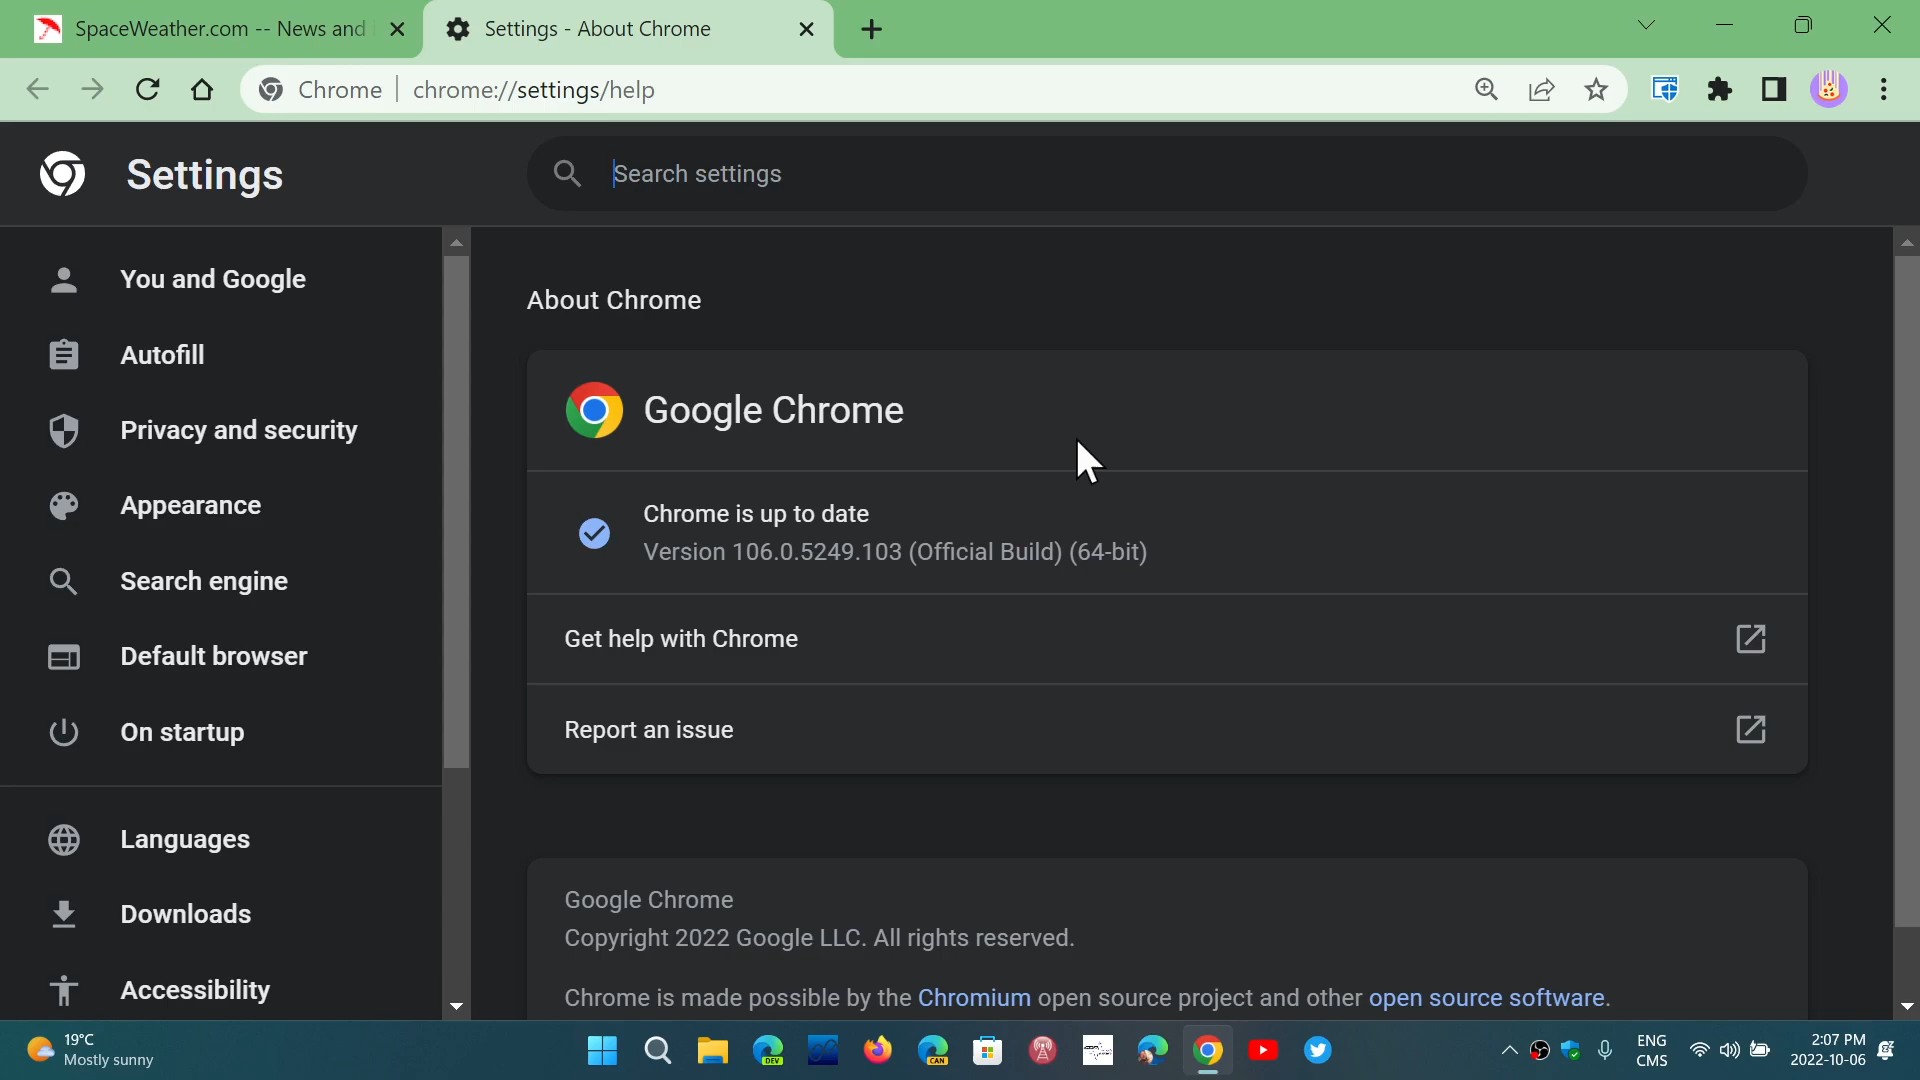 SpaceWeather.com -- News and
Settings - About Chrome
Chrome
chrome://settings/help
Settings
Search settings
You and Google
Autofill
Privacy and security
Appearance
Search engine
Default browser
On startup
Languages
Downloads
Accessibility
About Chrome
Google Chrome
Chrome is up to date
Version 106.0.5249.103 (Official Build) (64-bit)
Get help with Chrome
Report an issue
Google Chrome
Copyright 2022 Google LLC. All rights reserved.
Chrome is made possible by the Chromium open source project and other open source software.
19°C
Mostly sunny
DEV
CAN
ENG
CMS
2:07 PM
2022-10-06